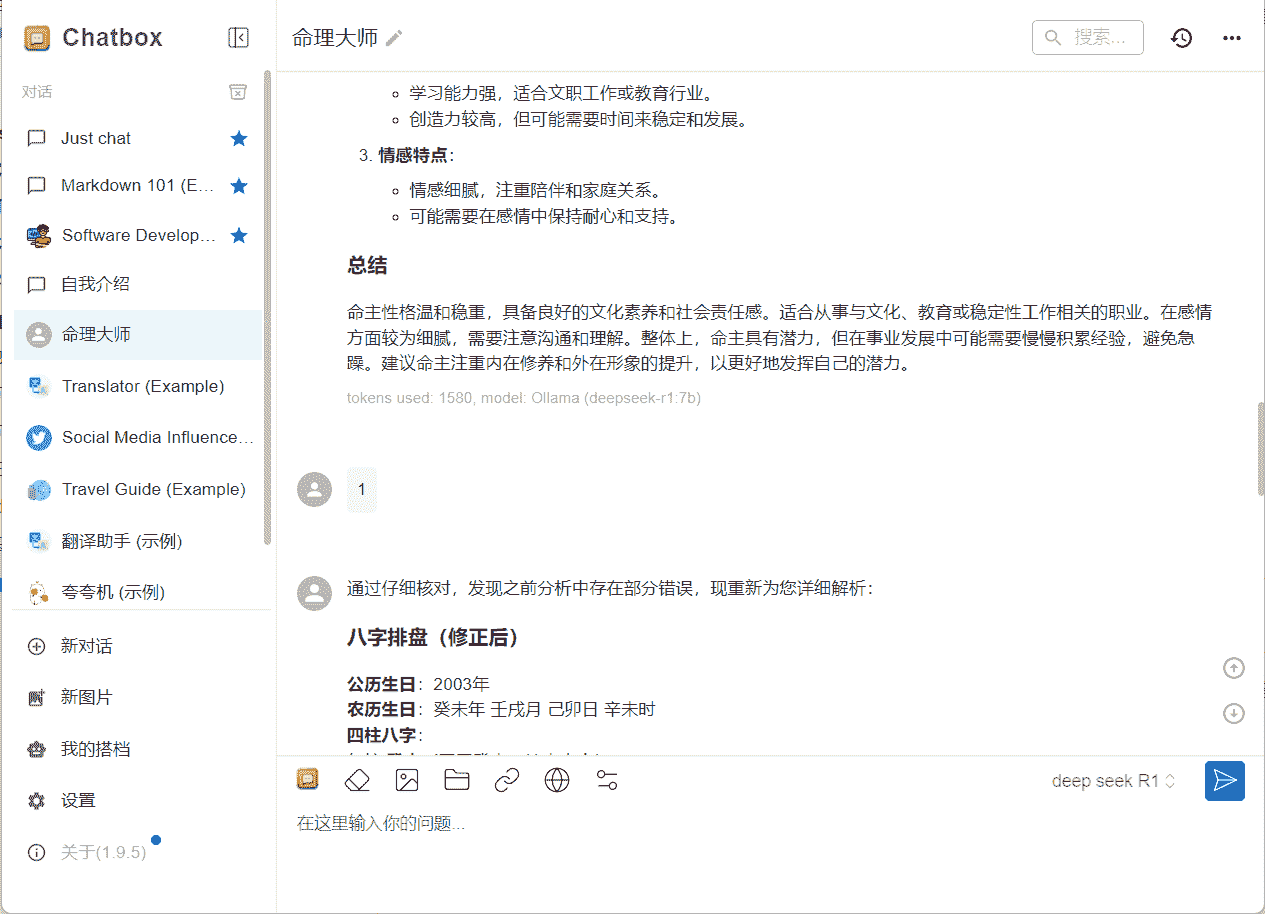 Chatbox
对话
Just chat
Markdown 101 (E...
Software Develop...
自我介绍
命理大师
Translator (Example)
Social Media Influence...
Travel Guide (Example)
翻译助手 (示例)
夸夸机 (示例)
新对话
新图片
我的搭档
设置
关于(1.9.5)
命理大师
搜索...
学习能力强，适合文职工作或教育行业。
创造力较高，但可能需要时间来稳定和发展。
3. 情感特点：
情感细腻，注重陪伴和家庭关系。
可能需要在感情中保持耐心和支持。
总结
命主性格温和稳重，具备良好的文化素养和社会责任感。适合从事与文化、教育或稳定性工作相关的职业。在感情
方面较为细腻，需要注意沟通和理解。整体上，命主具有潜力，但在事业发展中可能需要慢慢积累经验，避免急
躁。建议命主注重内在修养和外在形象的提升，以更好地发挥自己的潜力。
tokens used: 1580, model: Ollama (deepseek-r1:7b)
1
通过仔细核对，发现之前分析中存在部分错误，现重新为您详细解析：
八字排盘（修正后）
公历生日：2003年
农历生日：癸未年 壬戌月 己卯日 辛未时
四柱八字：
deep seek R1
在这里输入你的问题...